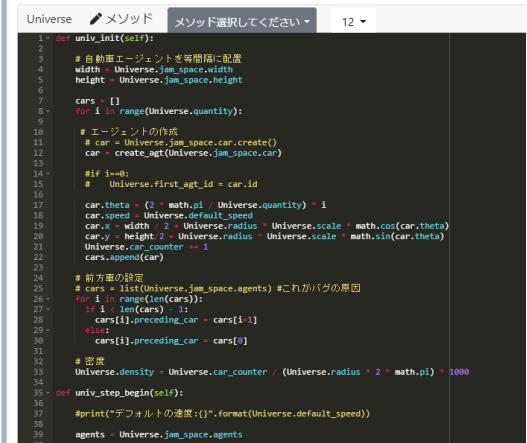 Universe メソッド メソッド選択してください 12
1 def univ_init(self):
2
3 # 自動車エージェントを等間隔に配置
4 width = Universe.jam_space.width
5 height = Universe.jam_space.height
6
7 cars = []
8 for i in range(Universe.quantity):
9
10 # エージェントの作成
11 # car = Universe.jam_space.car.create()
12 car = create_agt(Universe.jam_space.car)
13
14 #if i==0:
15 # Universe.first_agt_id = car.id
16
17 car.theta = (2 * math.pi / Universe.quantity) * i
18 car.speed = Universe.default_speed
19 car.x = width / 2 + Universe.radius * Universe.scale * math.cos(car.theta)
20 car.y = height/2 + Universe.radius * Universe.scale * math.sin(car.theta)
21 Universe.car_counter += 1
22 cars.append(car)
23
24 # 前方車の設定
25 # cars = list(Universe.jam_space.agents) #これがバグの原因
26 for i in range(len(cars)):
27 if i < len(cars) - 1:
28 cars[i].preceding_car = cars[i+1]
29 else:
30 cars[i].preceding_car = cars[0]
31
32 # 密度
33 Universe.density = Universe.car_counter / (Universe.radius * 2 * math.pi) * 1000
34
35 def univ_step_begin(self):
36
37 #print("デフォルトの速度:{}".format(Universe.default_speed))
38
39 agents = Universe.jam_space.agents